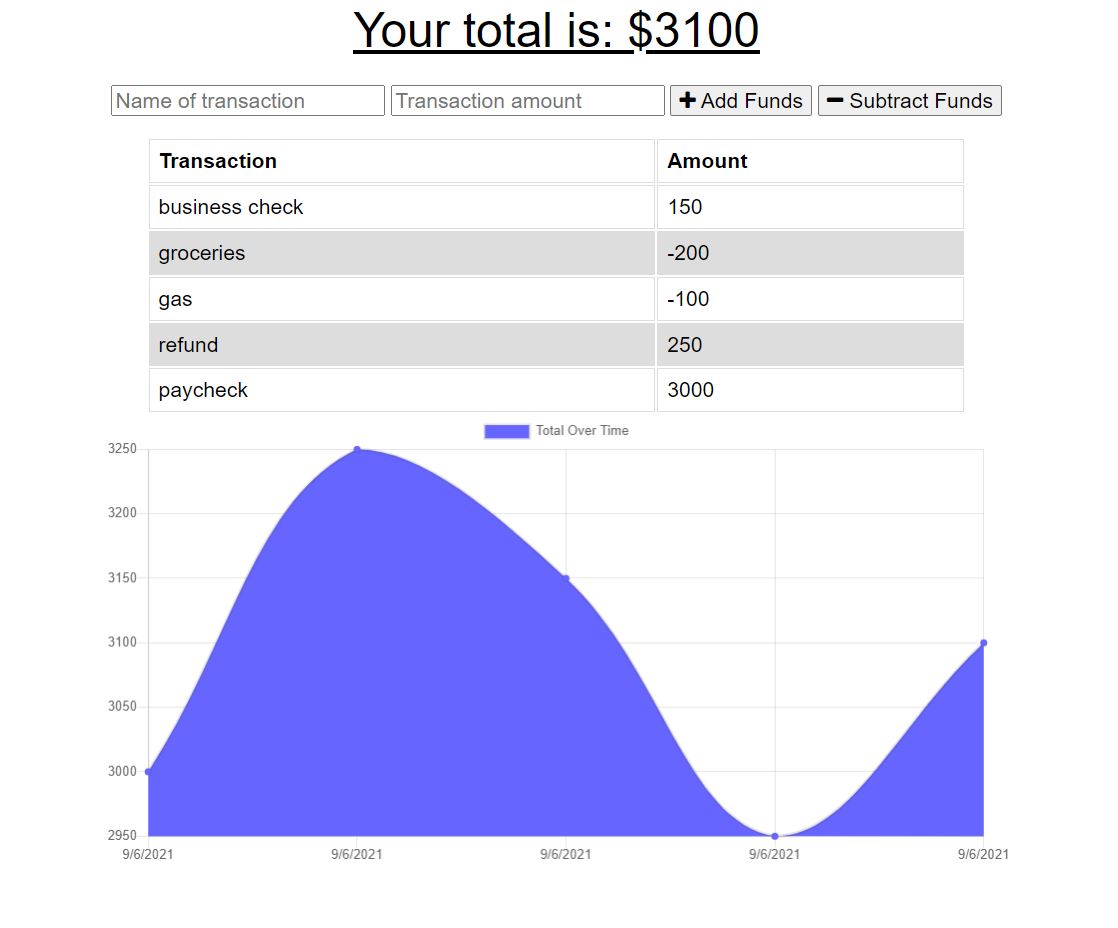 Your total is: $3100
Name of transaction Transaction amount + Add Funds − Subtract Funds
Transaction Amount
business check 150
groceries -200
gas -100
refund 250
paycheck 3000
Total Over Time
3250
3200
3150
3100
3050
3000
2950
9/6/2021 9/6/2021 9/6/2021 9/6/2021 9/6/2021